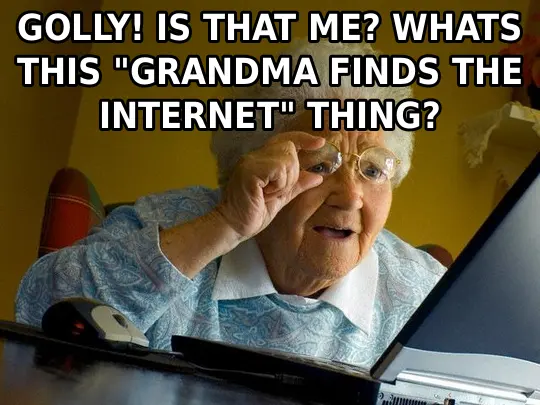 GOLLY! IS THAT ME? WHATS
THIS "GRANDMA FINDS THE
INTERNET" THING?